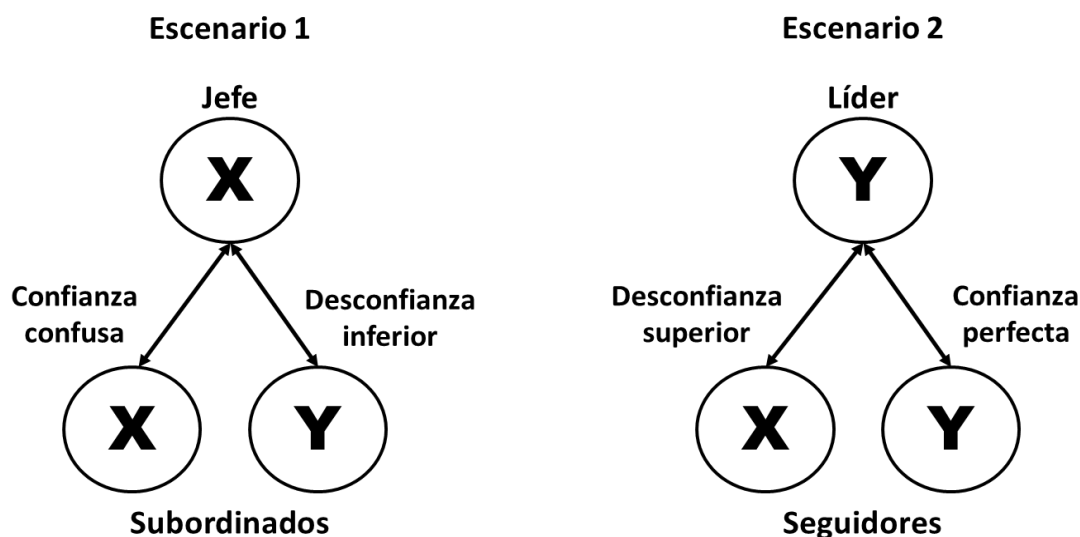 Escenario 1
Jefe
X
Confianza
confusa
Desconfianza
inferior
X
Y
Subordinados
Escenario 2
Líder
Y
Desconfianza
superior
Confianza
perfecta
X
Y
Seguidores